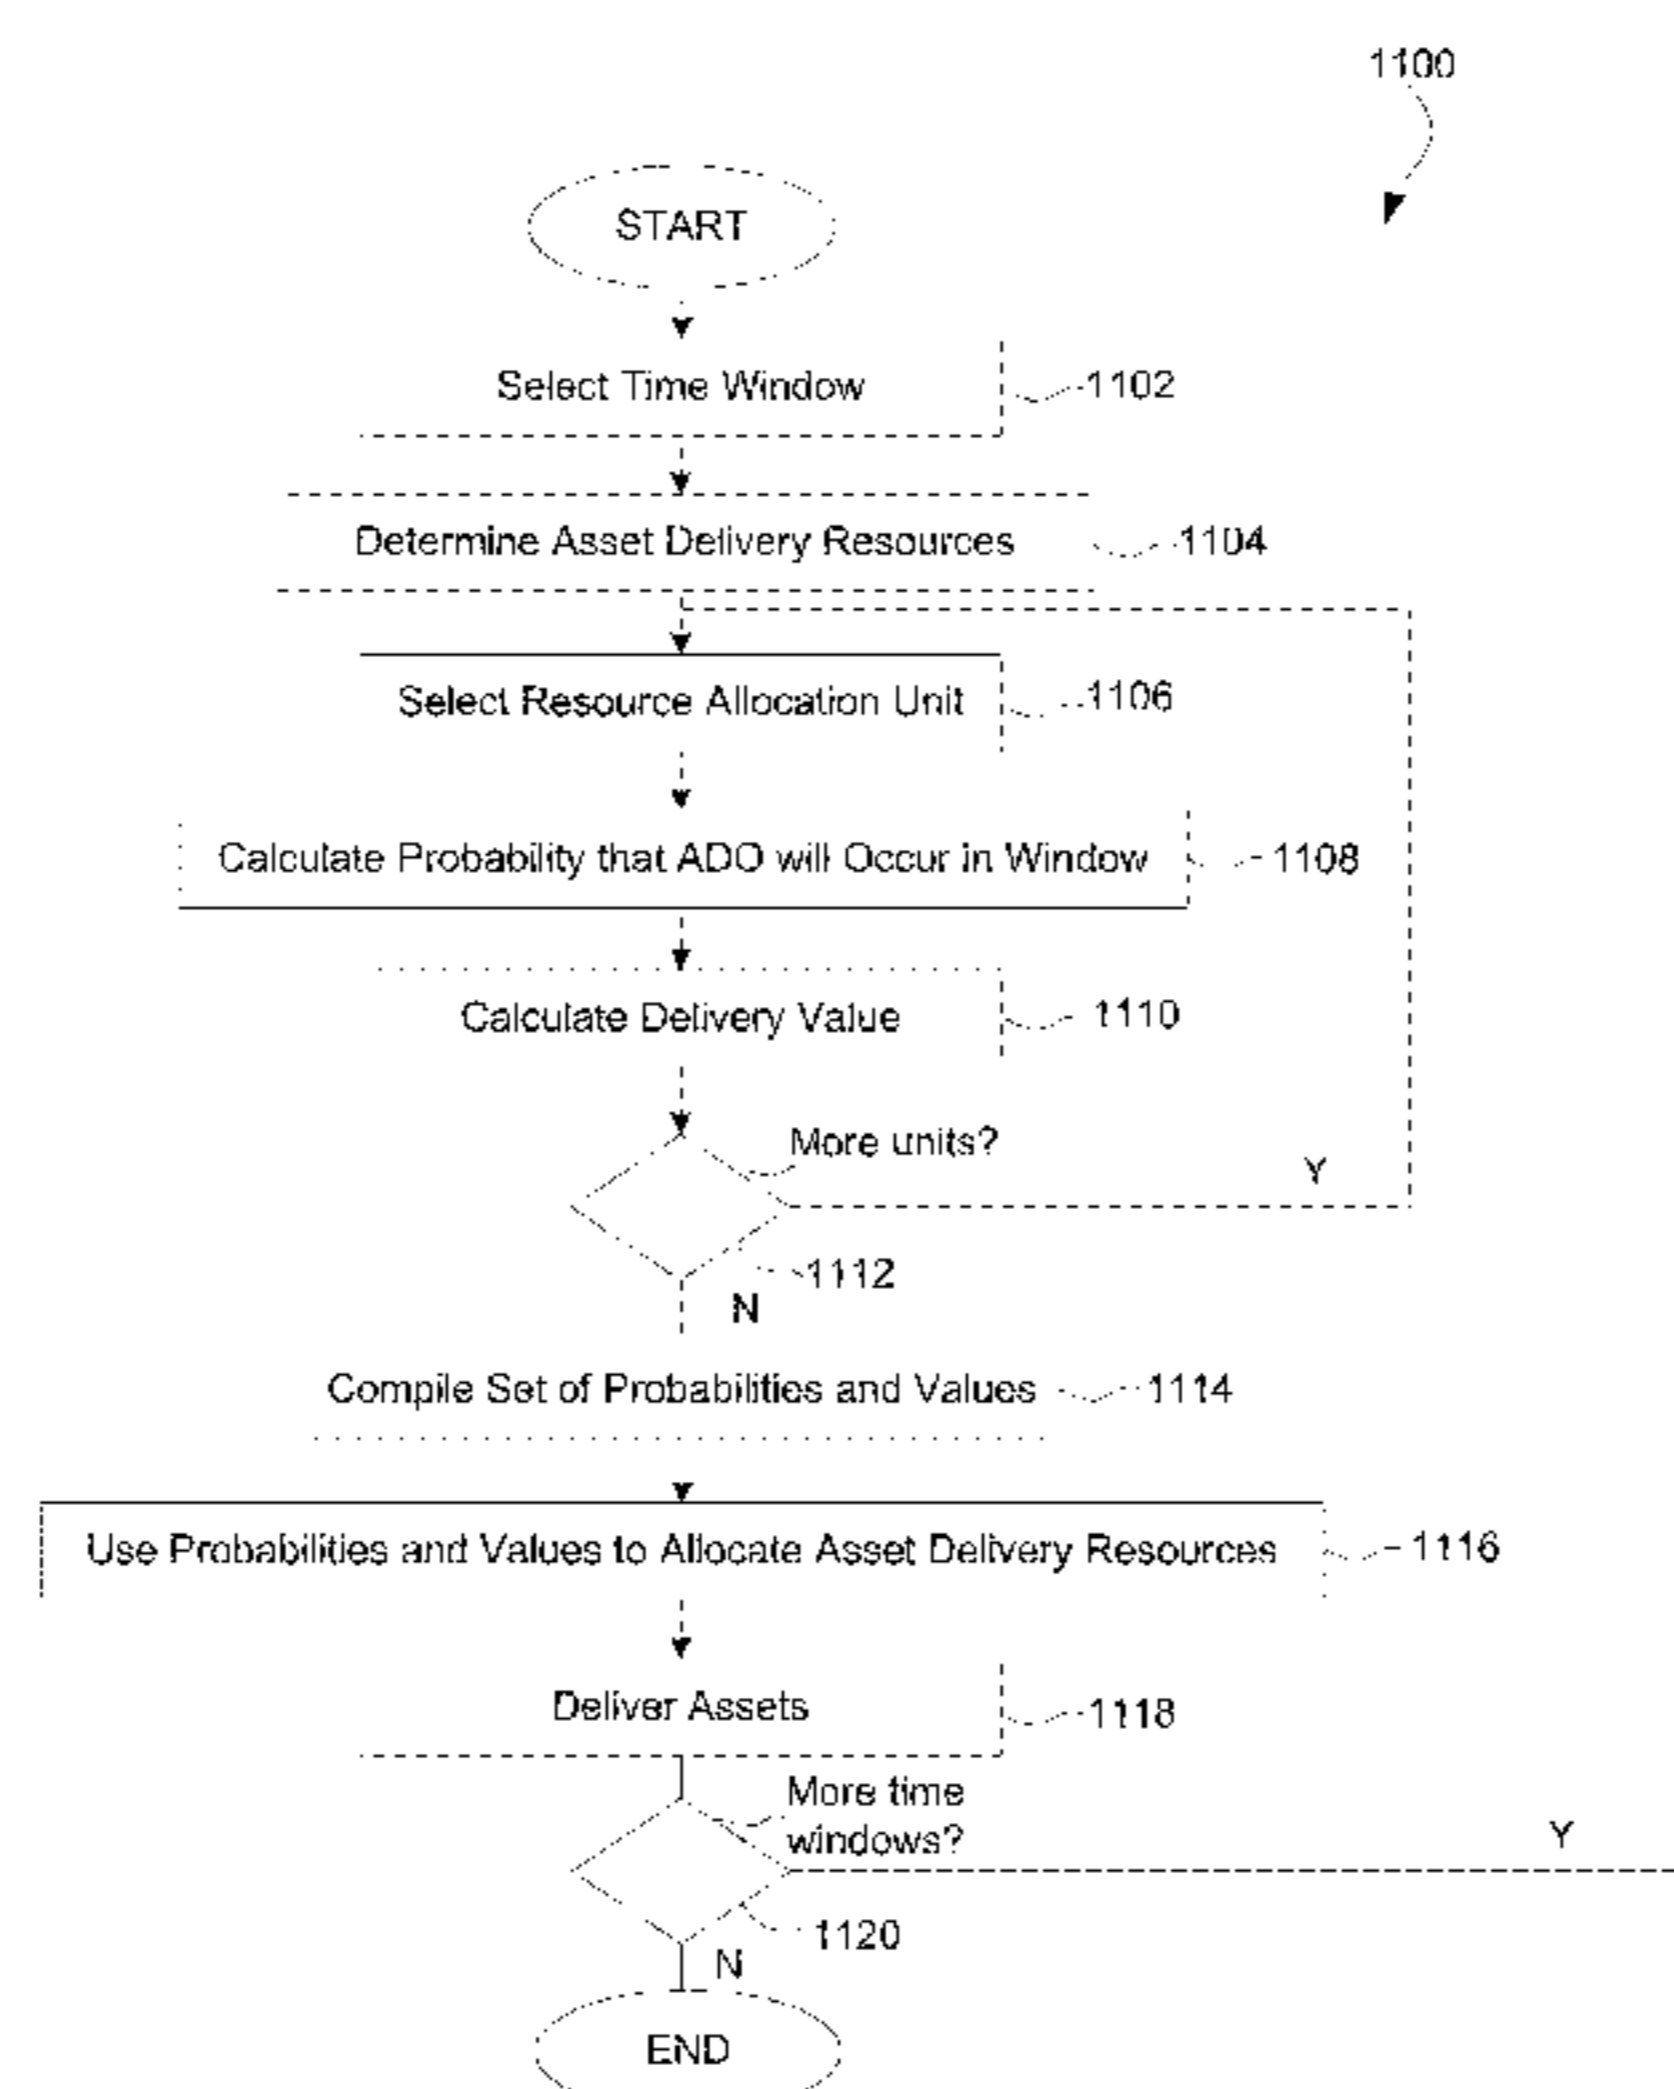 1100
START
Select Time Window
1102
Determine Asset Delivery Resources
1104
Select Resource Allocation Unit
1106
Calculate Probability that ADO will Occur in Window
1108
Calculate Delivery Value
1110
More units?
Y
1112
N
Compile Set of Probabilities and Values
1114
Use Probabilities and Values to Allocate Asset Delivery Resources
1116
Deliver Assets
1118
More time
windows?
Y
1120
N
END